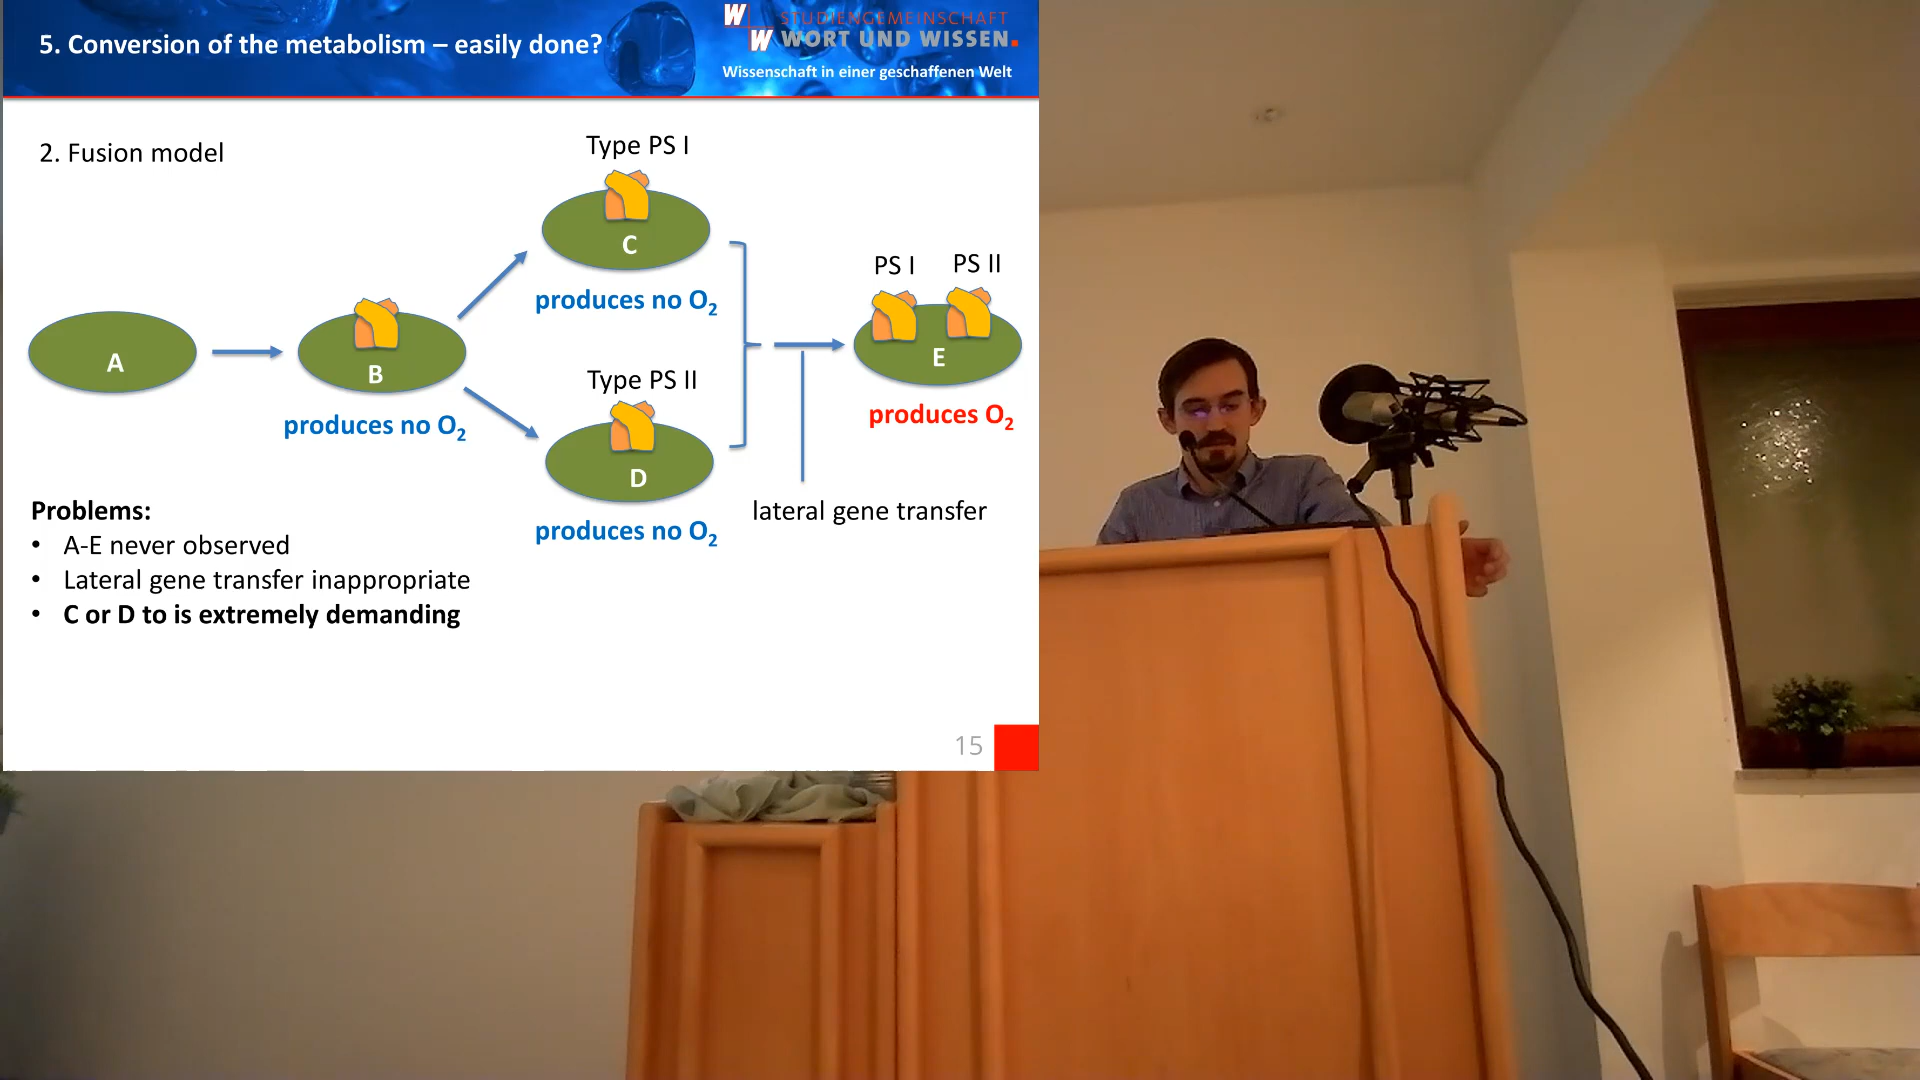 5. Conversion of the metabolism – easily done?
W W
STUDIENGEMEINSCHAFT
WORT UND WISSEN.
Wissenschaft in einer geschaffenen Welt
2. Fusion model
Type PS I
C
produces no O₂
PS I PS II
A
B
E
produces no O₂
Type PS II
produces O₂
D
produces no O₂
lateral gene transfer
Problems:
• A-E never observed
• Lateral gene transfer inappropriate
• C or D to is extremely demanding
15